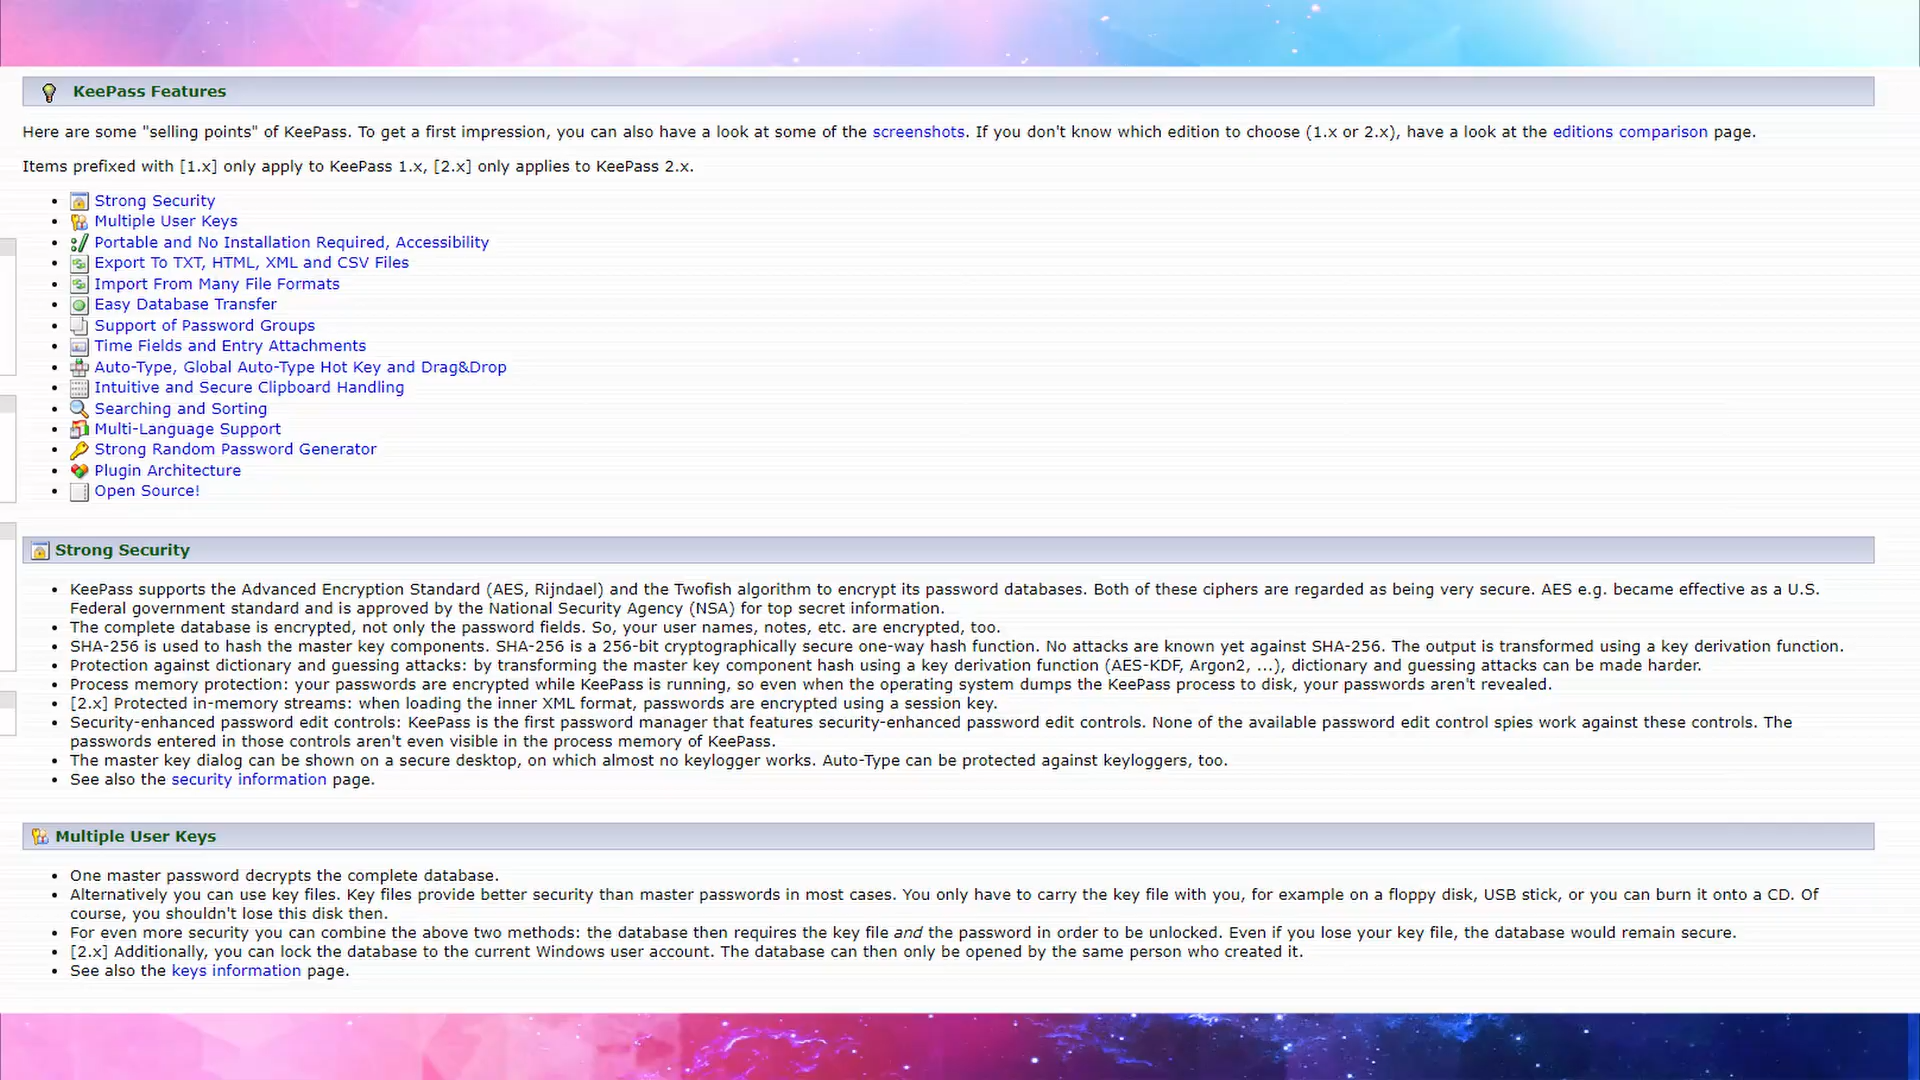 KeePass Features
Here are some "selling points" of KeePass. To get a first impression, you can also have a look at some of the screenshots. If you don't know which edition to choose (1.x or 2.x), have a look at the editions comparison page.
Items prefixed with [1.x] only apply to KeePass 1.x, [2.x] only applies to KeePass 2.x.
Strong Security
Multiple User Keys
Portable and No Installation Required, Accessibility
Export To TXT, HTML, XML and CSV Files
Import From Many File Formats
Easy Database Transfer
Support of Password Groups
Time Fields and Entry Attachments
Auto-Type, Global Auto-Type Hot Key and Drag&Drop
Intuitive and Secure Clipboard Handling
Searching and Sorting
Multi-Language Support
Strong Random Password Generator
Plugin Architecture
Open Source!
Strong Security
KeePass supports the Advanced Encryption Standard (AES, Rijndael) and the Twofish algorithm to encrypt its password databases. Both of these ciphers are regarded as being very secure. AES e.g. became effective as a U.S.
Federal government standard and is approved by the National Security Agency (NSA) for top secret information.
The complete database is encrypted, not only the password fields. So, your user names, notes, etc. are encrypted, too.
SHA-256 is used to hash the master key components. SHA-256 is a 256-bit cryptographically secure one-way hash function. No attacks are known yet against SHA-256. The output is transformed using a key derivation function.
Protection against dictionary and guessing attacks: by transforming the master key component hash using a key derivation function (AES-KDF, Argon2, ...), dictionary and guessing attacks can be made harder.
Process memory protection: your passwords are encrypted while KeePass is running, so even when the operating system dumps the KeePass process to disk, your passwords aren't revealed.
[2.x] Protected in-memory streams: when loading the inner XML format, passwords are encrypted using a session key.
Security-enhanced password edit controls: KeePass is the first password manager that features security-enhanced password edit controls. None of the available password edit control spies work against these controls. The
passwords entered in those controls aren't even visible in the process memory of KeePass.
The master key dialog can be shown on a secure desktop, on which almost no keylogger works. Auto-Type can be protected against keyloggers, too.
See also the security information page.
Multiple User Keys
One master password decrypts the complete database.
Alternatively you can use key files. Key files provide better security than master passwords in most cases. You only have to carry the key file with you, for example on a floppy disk, USB stick, or you can burn it onto a CD. Of
course, you shouldn't lose this disk then.
For even more security you can combine the above two methods: the database then requires the key file and the password in order to be unlocked. Even if you lose your key file, the database would remain secure.
[2.x] Additionally, you can lock the database to the current Windows user account. The database can then only be opened by the same person who created it.
See also the keys information page.